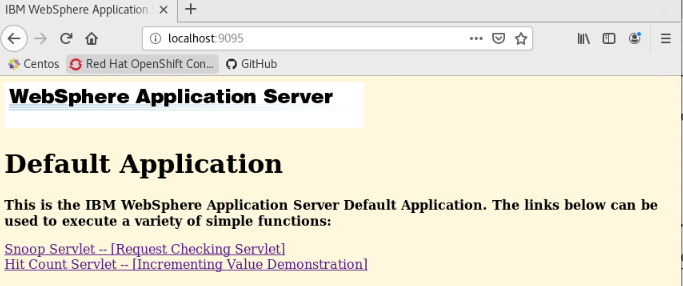 IBM WebSphere Application
localhost:9095
Centos
Red Hat OpenShift Con...
GitHub
WebSphere Application Server
Default Application
This is the IBM WebSphere Application Server Default Application. The links below can be
used to execute a variety of simple functions:
Snoop Servlet -- [Request Checking Servlet]
Hit Count Servlet -- [Incrementing Value Demonstration]